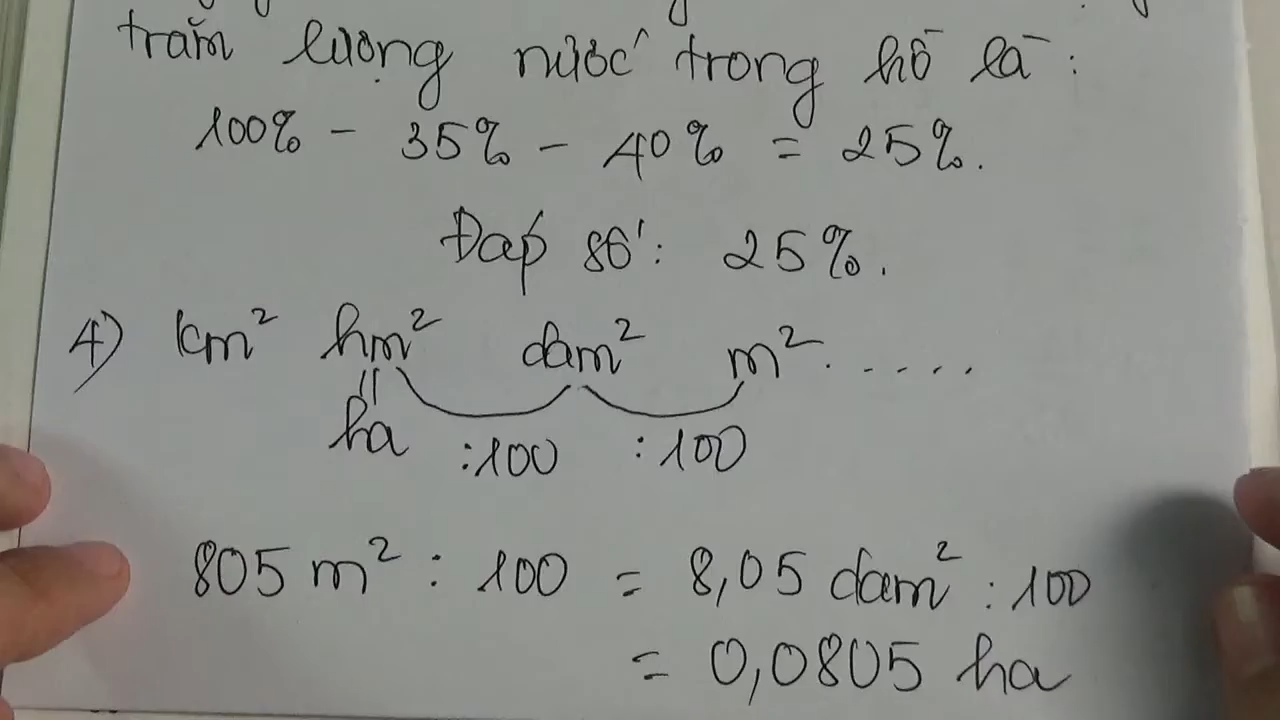 trăm lượng nước trong hồ là :
100% - 35% - 40% = 25%.
Đáp số: 25%.
4) km² hm² dam² m² . . . . .
ha :100 :100
805 m² : 100 = 8,05 dam² : 100
= 0,0805 ha